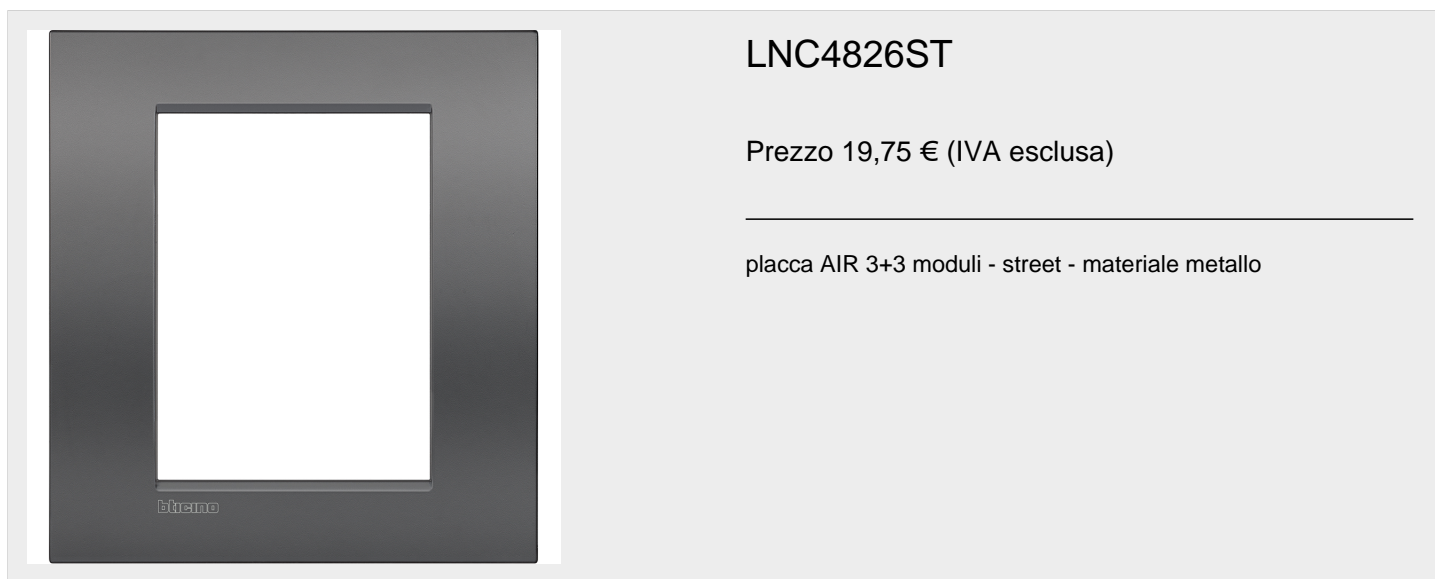 LNC4826ST
Prezzo 19,75 € (IVA esclusa)
placca AIR 3+3 moduli - street - materiale metallo
bticino